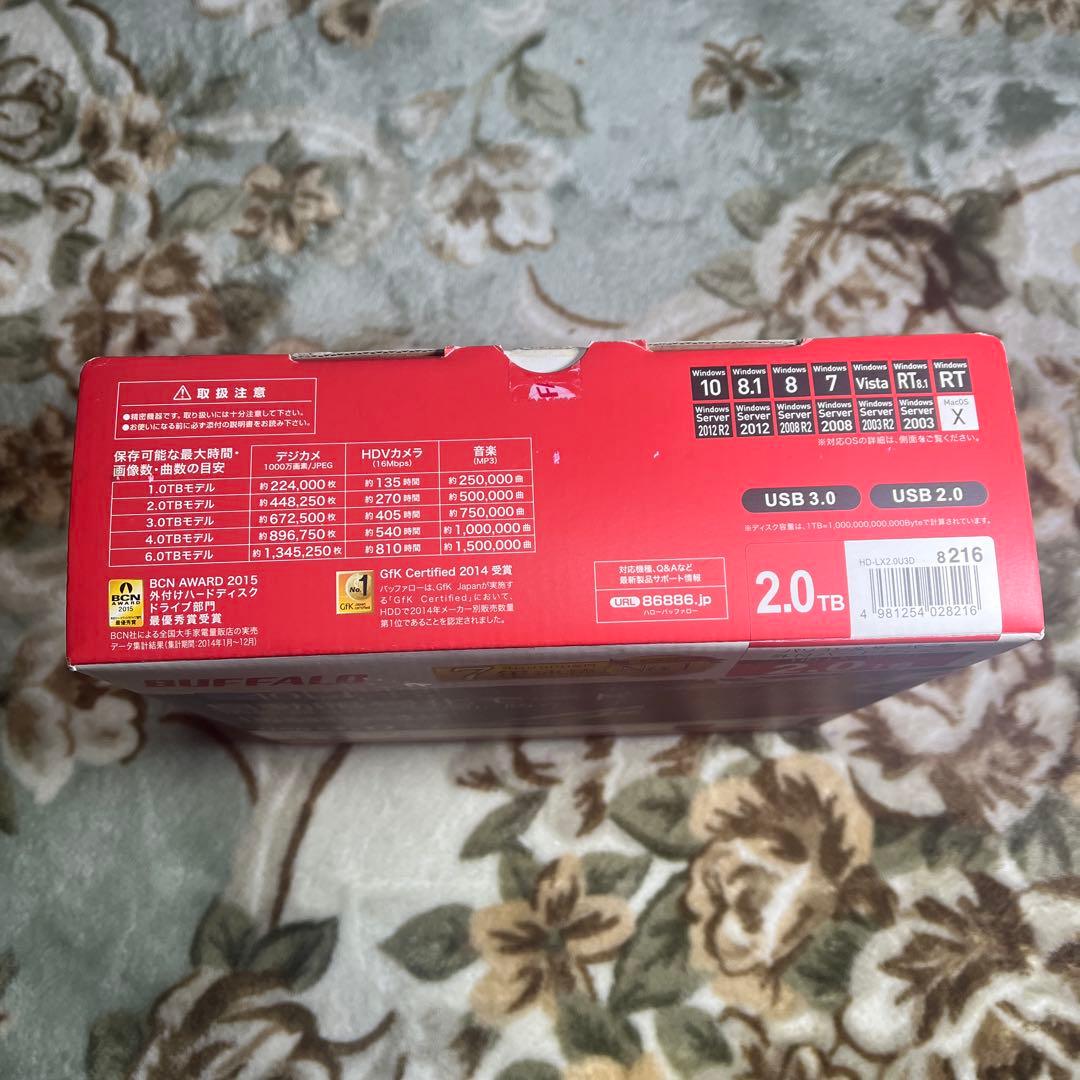 ⚠ 取扱注意
●精密機器です。取り扱いには十分注意して下さい。
●お使いになる前に必ず添付の説明書をお読み下さい。
保存可能な最大時間・画像数・曲数の目安 デジカメ 1000万画素/JPEG HDVカメラ (16Mbps) 音楽 (MP3)
1.0TBモデル 約224,000枚 約135時間 約250,000曲
2.0TBモデル 約448,250枚 約270時間 約500,000曲
3.0TBモデル 約672,500枚 約405時間 約750,000曲
4.0TBモデル 約896,750枚 約540時間 約1,000,000曲
6.0TBモデル 約1,345,250枚 約810時間 約1,500,000曲
BCN AWARD 2015
BCN AWARD 2015
外付けハードディスク
ドライブ部門
最優秀賞受賞
最優秀賞
BCN社による全国大手家電量販店の実売
データ集計結果(集計期間:2014年1月~12月)
No.1
GfK Japan certified
GfK Certified 2014 受賞
バッファローは、GfK Japanが実施す
る「GfK Certified」において、
HDDで2014年メーカー別販売数量
第1位であることを認定されました。
Windows 10 Windows 8.1 Windows 8 Windows 7 Windows Vista Windows RT8.1 Windows RT
Windows Server 2012 R2 Windows Server 2012 Windows Server 2008 R2 Windows Server 2008 Windows Server 2003 R2 Windows Server 2003 MacOS X
※対応OSの詳細は、側面をご覧ください。
USB 3.0 USB 2.0
※ディスク容量は、1TB=1,000,000,000,000Byteで計算されています。
対応機種、Q&Aなど
最新製品サポート情報
URL 86886.jp
ハローバッファロー
2.0TB
HD-LX2.0U3D 8216
4 981254 028216
BUFFALO